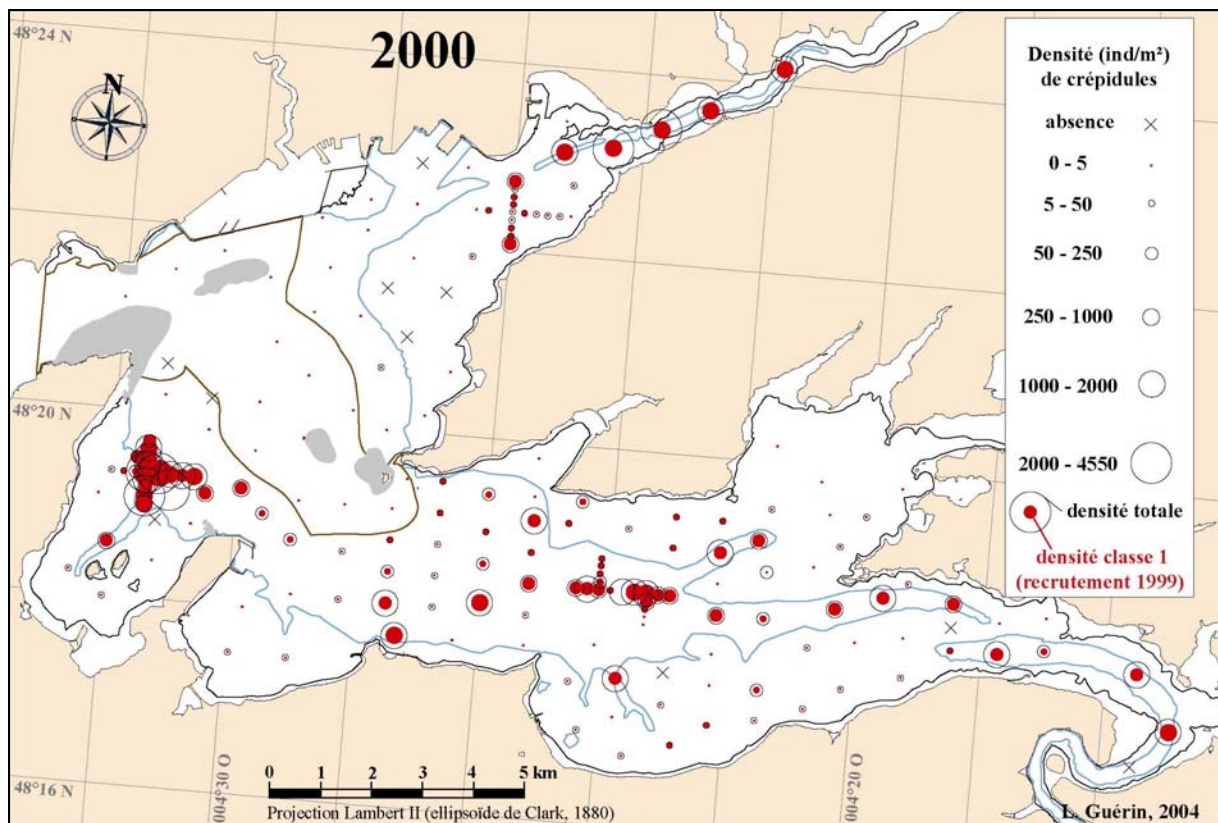 48°24 N
2000
N
Densité (ind/m²)
de crépidules
absence
0 - 5
5 - 50
50 - 250
250 - 1000
1000 - 2000
2000 - 4550
densité totale
densité classe 1
(recrutement 1999)
48°20 N
48°16 N
004°30 O
004°20 O
0 1 2 3 4 5 km
Projection Lambert II (ellipsoïde de Clark, 1880)
L. Guérin, 2004